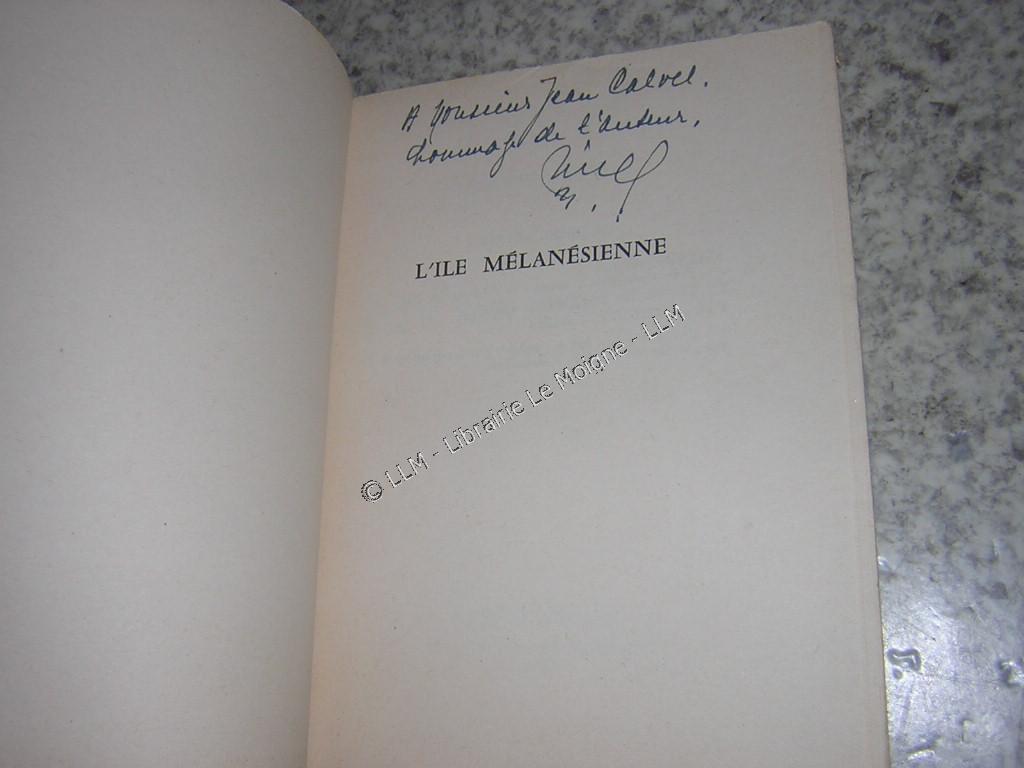 A Monsieur Jean Calvel.
hommage de l'auteur,
L'ILE MÉLANÉSIENNE
© LLM - Librairie Le Moigne - LLM